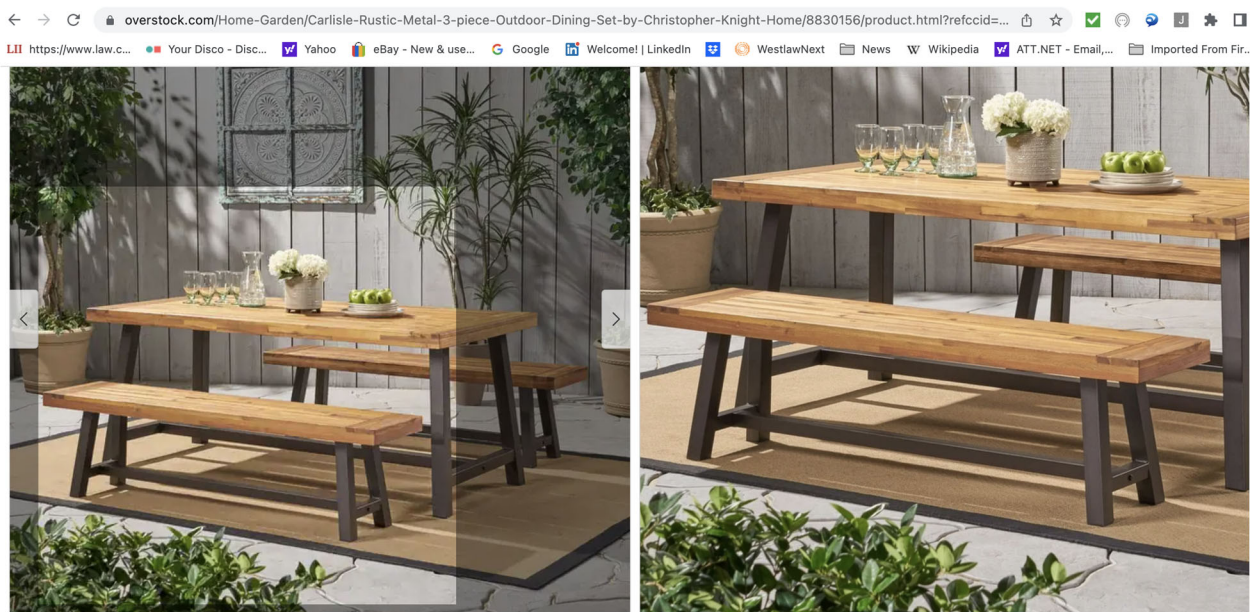 overstock.com/Home-Garden/Carlisle-Rustic-Metal-3-piece-Outdoor-Dining-Set-by-Christopher-Knight-Home/8830156/product.html?refccid=...
J
LII https://www.law.c... Your Disco - Disc... y! Yahoo eBay - New & use... G Google in Welcome! | LinkedIn WestlawNext News W Wikipedia y! ATT.NET - Email,... Imported From Fir...